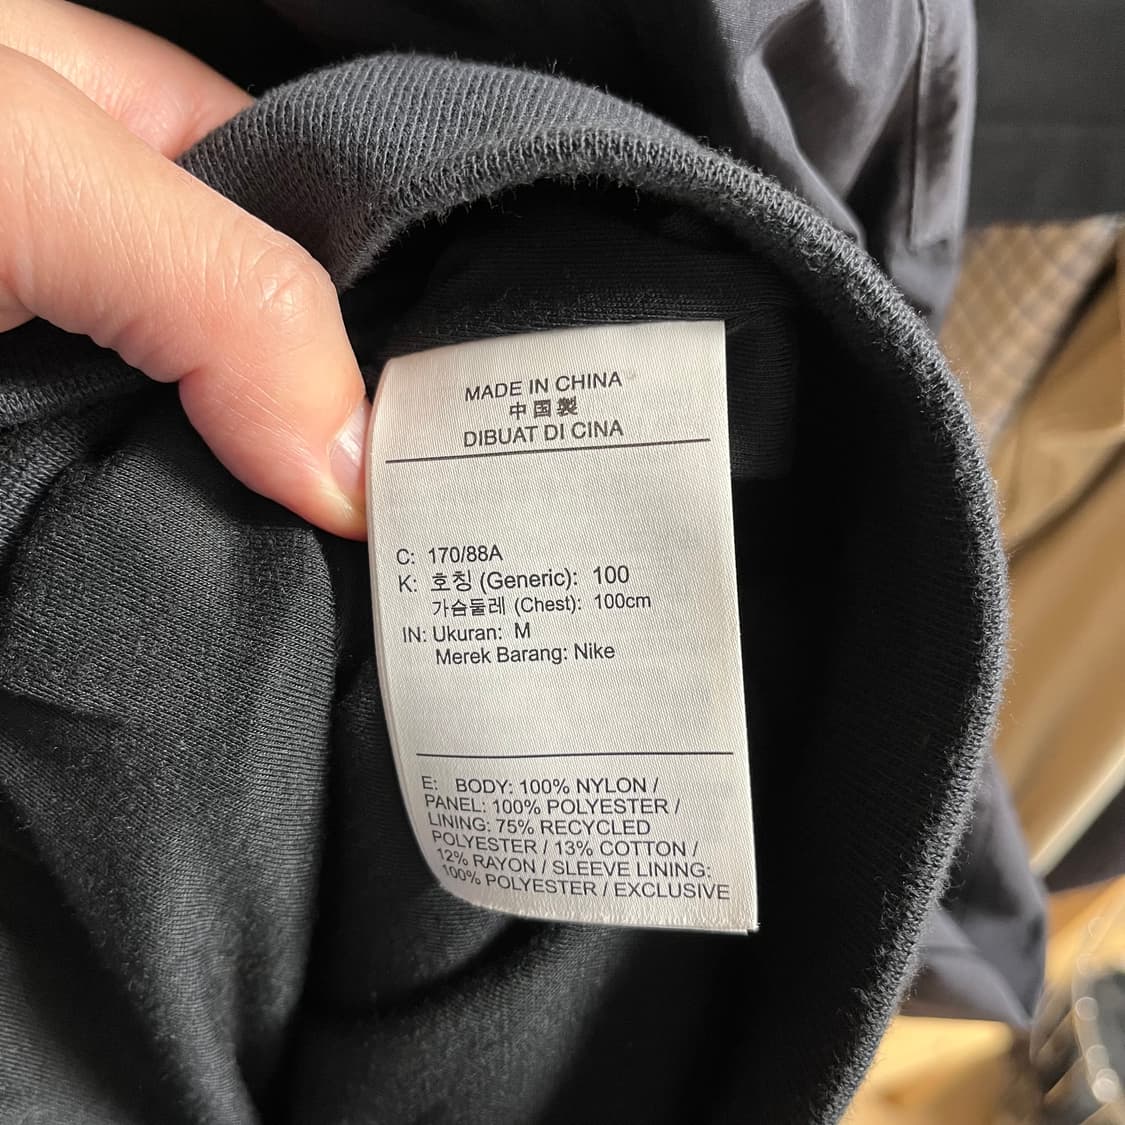 MADE IN CHINA
中国製
DIBUAT DI CINA
C: 170/88A
K: 호칭 (Generic): 100
가슴둘레 (Chest): 100cm
IN: Ukuran: M
Merek Barang: Nike
E: BODY: 100% NYLON /
PANEL: 100% POLYESTER /
LINING: 75% RECYCLED
POLYESTER / 13% COTTON /
12% RAYON / SLEEVE LINING:
100% POLYESTER / EXCLUSIVE